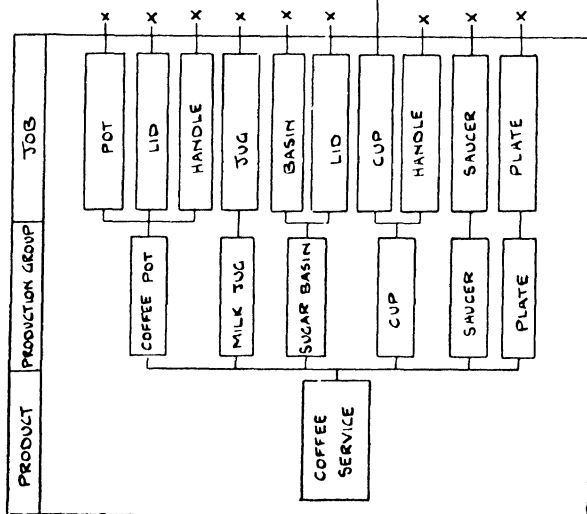 PRODUCT
PRODUCTION GROUP
JOB
COFFEE
SERVICE
COFFEE POT
MILK JUG
SUGAR BASIN
CUP
SAUCER
PLATE
POT
LID
HANDLE
JUG
BASIN
LID
CUP
HANDLE
SAUCER
PLATE
X
X
X
X
X
X
X
X
X